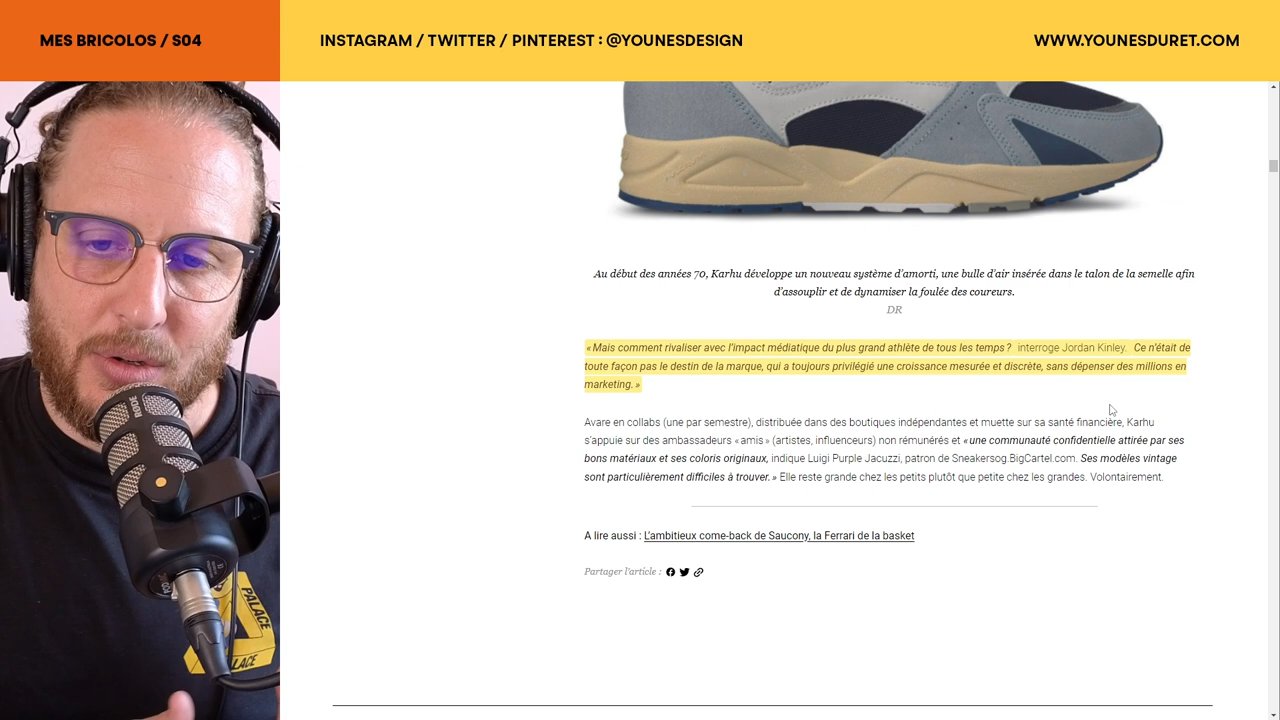 MES BRICOLOS / S04
INSTAGRAM / TWITTER / PINTEREST : @YOUNESDESIGN
WWW.YOUNESDURET.COM
Au début des années 70, Karhu développe un nouveau système d'amorti, une bulle d'air insérée dans le talon de la semelle afin
d'assouplir et de dynamiser la foulée des coureurs.
DR
« Mais comment rivaliser avec l'impact médiatique du plus grand athlète de tous les temps ? interroge Jordan Kinley. Ce n'était de
toute façon pas le destin de la marque, qui a toujours privilégié une croissance mesurée et discrète, sans dépenser des millions en
marketing. »
Avare en collabs (une par semestre), distribuée dans des boutiques indépendantes et muette sur sa santé financière, Karhu
s'appuie sur des ambassadeurs « amis » (artistes, influenceurs) non rémunérés et « une communauté confidentielle attirée par ses
bons matériaux et ses coloris originaux, indique Luigi Purple Jacuzzi, patron de Sneakersog.BigCartel.com. Ses modèles vintage
sont particulièrement difficiles à trouver. » Elle reste grande chez les petits plutôt que petite chez les grandes. Volontairement.
A lire aussi : L'ambitieux come-back de Saucony, la Ferrari de la basket
Partager l'article :
RODE
PALACE